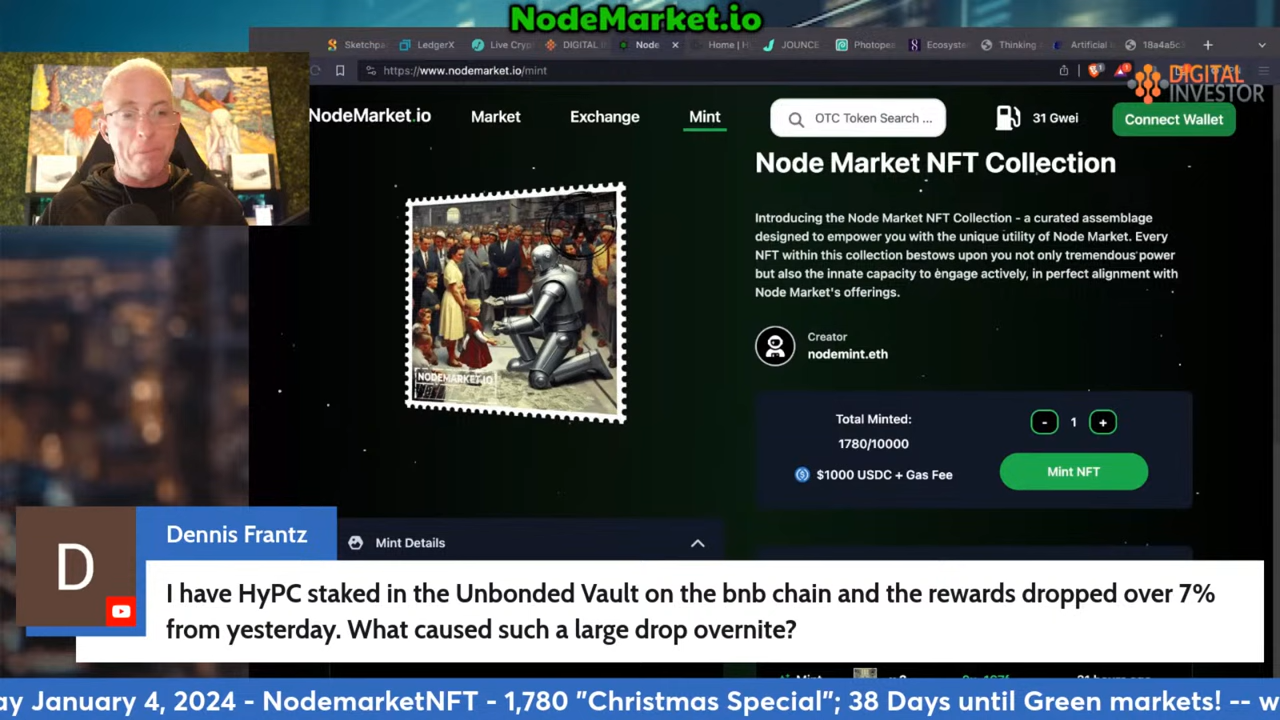 NodeMarket.io
Sketchpa
LedgerX
Live Cryp
DIGITAL
Node
Home | H
JOUNCE
Photopea
Ecosyste
Thinking
Artificial
18a4a5c
https://www.nodemarket.io/mint
DIGITAL
INVESTOR
NodeMarket.io
Market
Exchange
Mint
OTC Token Search ...
31 Gwei
Connect Wallet
Node Market NFT Collection
Introducing the Node Market NFT Collection - a curated assemblage
designed to empower you with the unique utility of Node Market. Every
NFT within this collection bestows upon you not only tremendous power
but also the innate capacity to engage actively, in perfect alignment with
Node Market's offerings.
Creator
nodemint.eth
NODEMARKET.IO
Total Minted:
1780/10000
- 1 +
$1000 USDC + Gas Fee
Mint NFT
Mint Details
D
Dennis Frantz
I have HyPC staked in the Unbonded Vault on the bnb chain and the rewards dropped over 7%
from yesterday. What caused such a large drop overnite?
ay January 4, 2024 - NodemarketNFT - 1,780 "Christmas Special"; 38 Days until Green markets! -- w